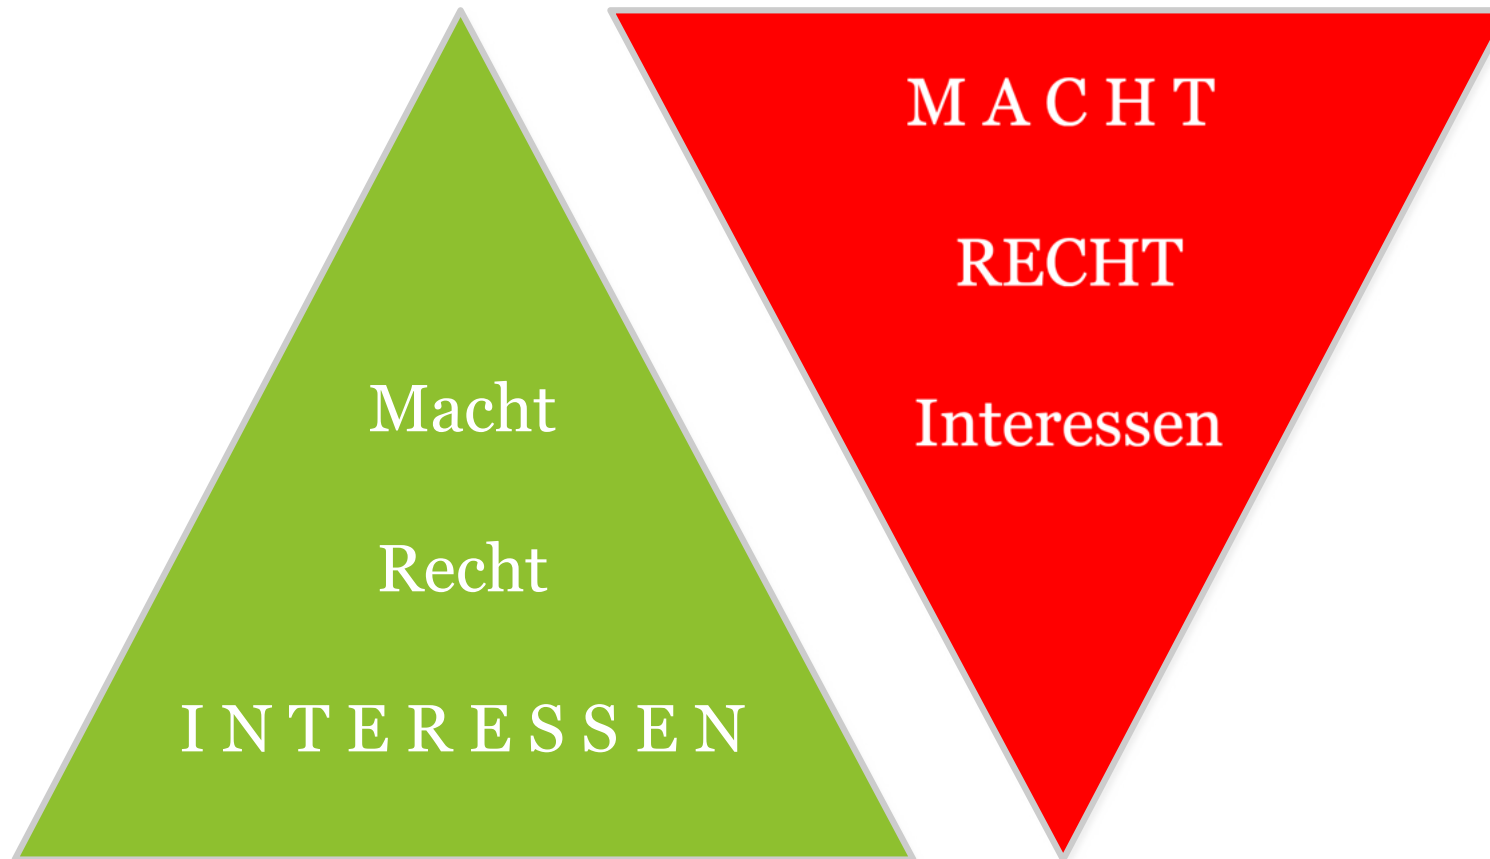 Macht
Recht
I N T E R E S S E N
M A C H T
RECHT
Interessen